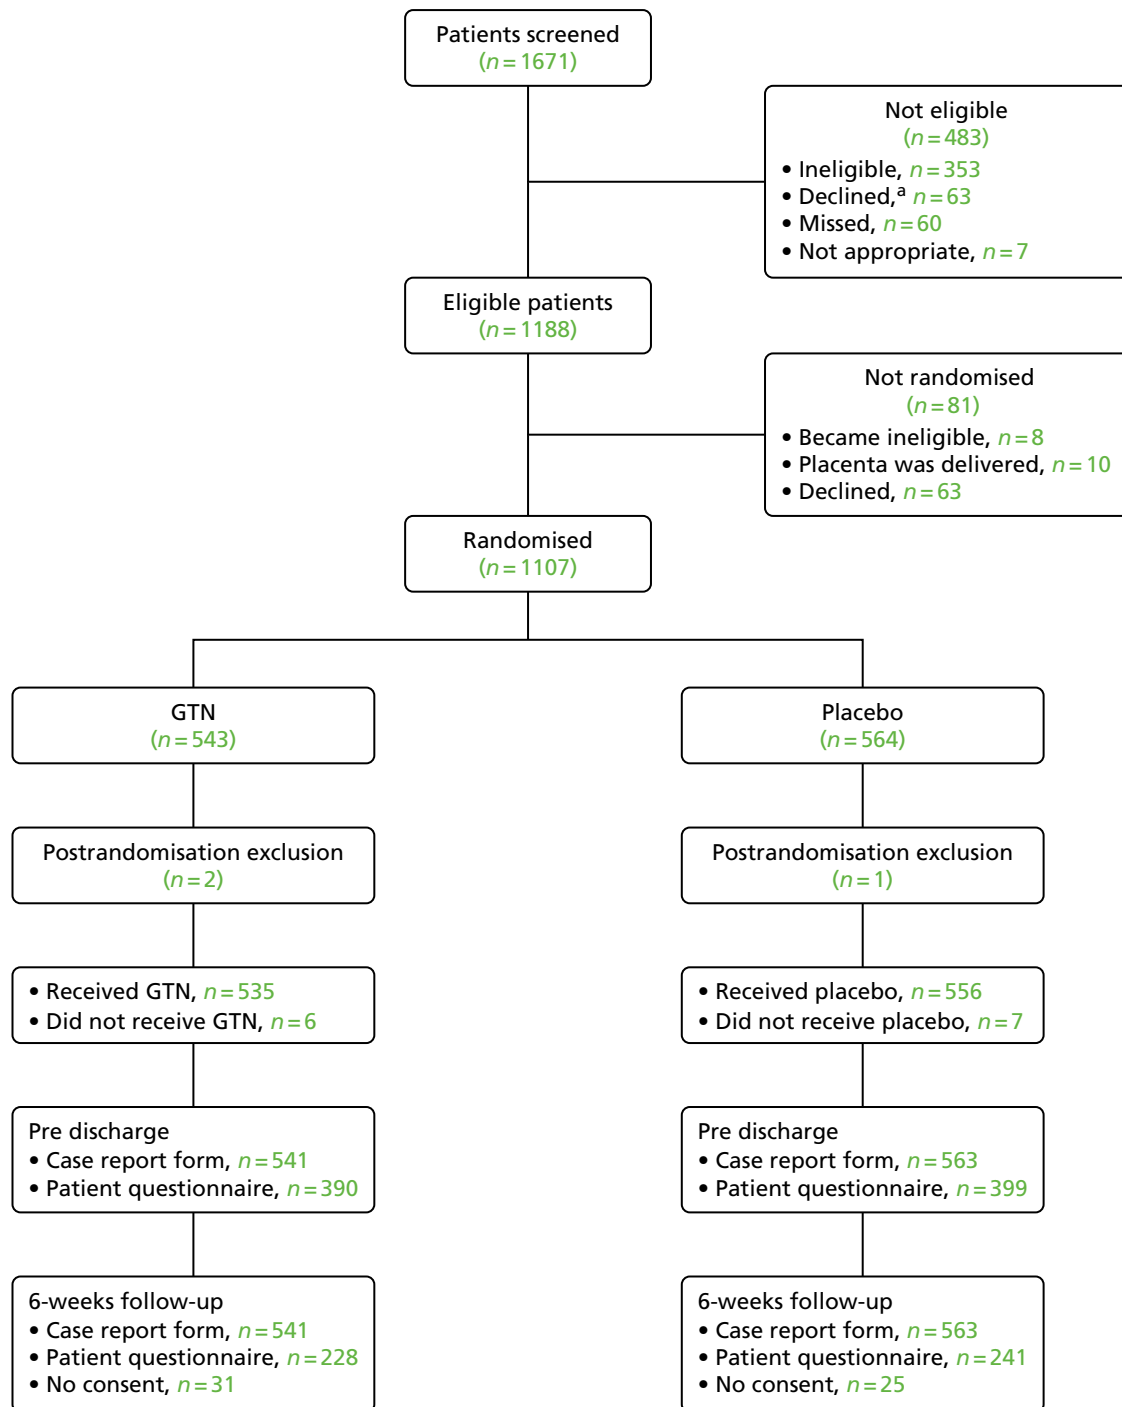 Patients screened
(n=1671)
Not eligible
(n=483)
• Ineligible, n=353
• Declined,ª n=63
• Missed, n=60
• Not appropriate, n=7
Eligible patients
(n=1188)
Not randomised
(n=81)
• Became ineligible, n=8
• Placenta was delivered, n=10
• Declined, n=63
Randomised
(n=1107)
GTN
(n=543)
Placebo
(n=564)
Postrandomisation exclusion
(n=2)
Postrandomisation exclusion
(n=1)
• Received GTN, n=535
• Did not receive GTN, n=6
• Received placebo, n=556
• Did not receive placebo, n=7
Pre discharge
• Case report form, n=541
• Patient questionnaire, n=390
Pre discharge
• Case report form, n=563
• Patient questionnaire, n=399
6-weeks follow-up
• Case report form, n=541
• Patient questionnaire, n=228
• No consent, n=31
6-weeks follow-up
• Case report form, n=563
• Patient questionnaire, n=241
• No consent, n=25